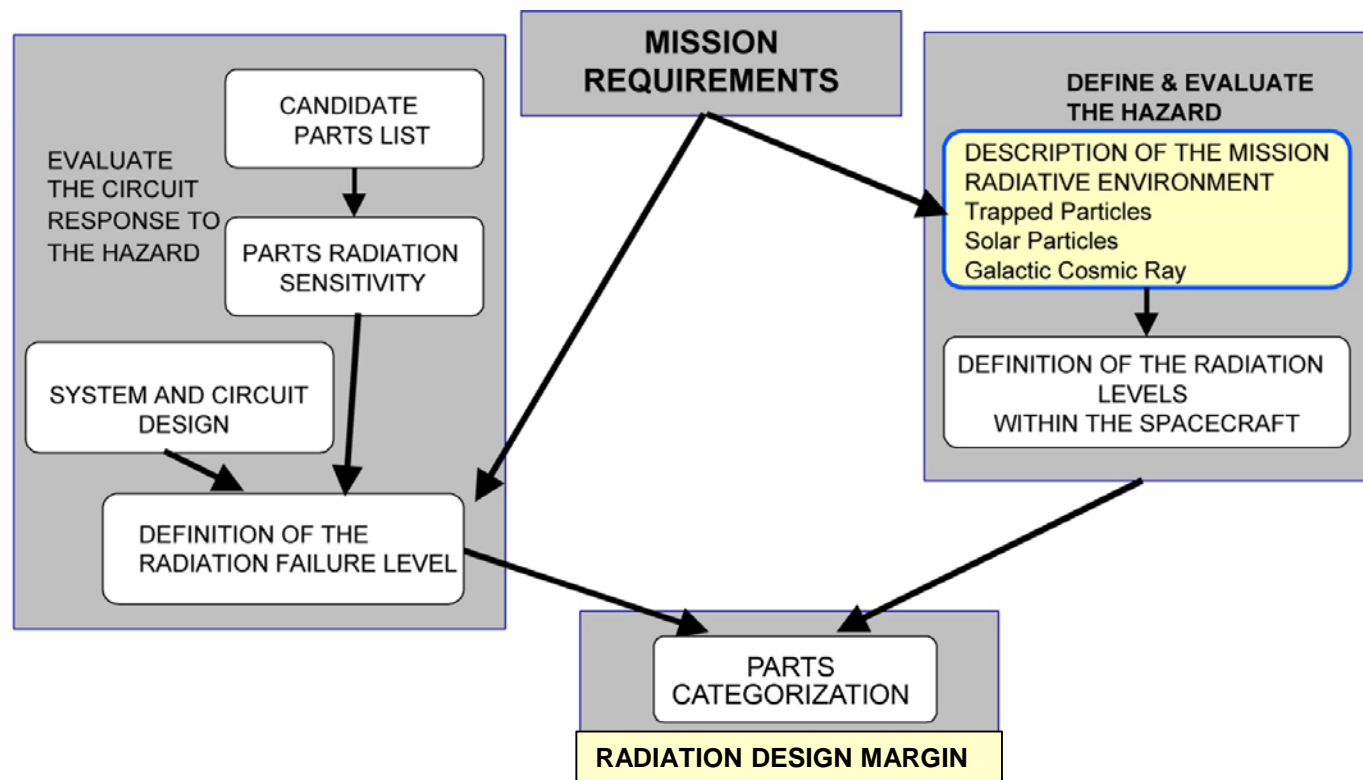 MISSION
REQUIREMENTS
EVALUATE
THE CIRCUIT
RESPONSE TO
THE HAZARD
CANDIDATE
PARTS LIST
PARTS RADIATION
SENSITIVITY
SYSTEM AND CIRCUIT
DESIGN
DEFINITION OF THE
RADIATION FAILURE LEVEL
DEFINE & EVALUATE
THE HAZARD
DESCRIPTION OF THE MISSION
RADIATIVE ENVIRONMENT
Trapped Particles
Solar Particles
Galactic Cosmic Ray
DEFINITION OF THE RADIATION
LEVELS
WITHIN THE SPACECRAFT
PARTS
CATEGORIZATION
RADIATION DESIGN MARGIN